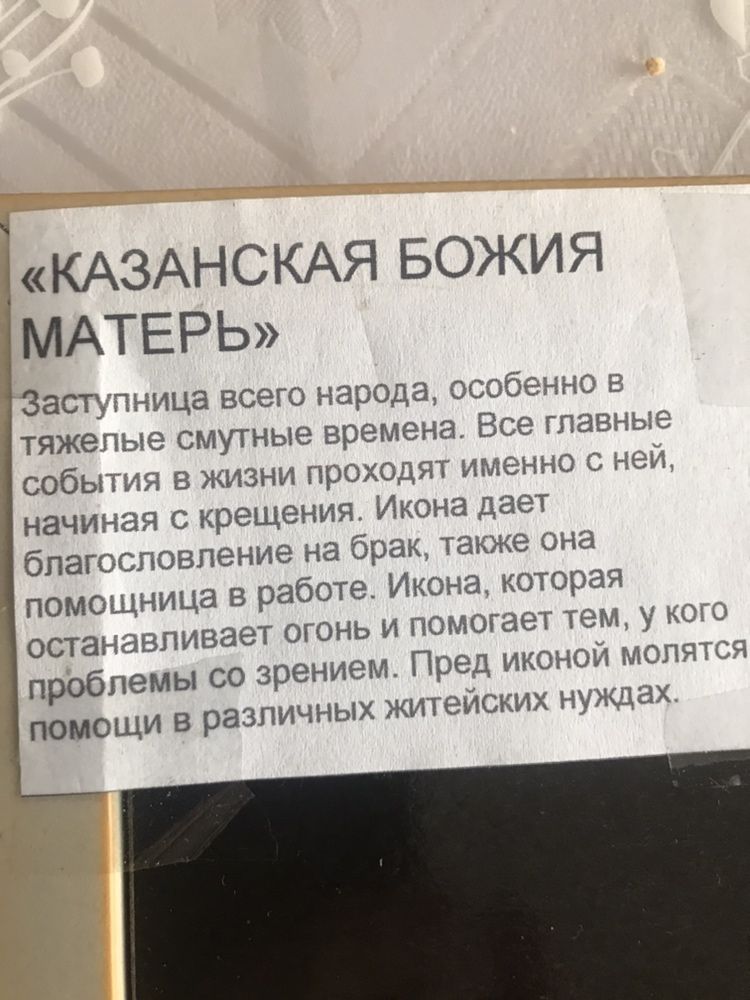 «КАЗАНСКАЯ БОЖИЯ
МАТЕРЬ»
Заступница всего народа, особенно в
тяжелые смутные времена. Все главные
события в жизни проходят именно с ней,
начиная с крещения. Икона дает
благословление на брак, также она
помощница в работе. Икона, которая
останавливает огонь и помогает тем, у кого
проблемы со зрением. Пред иконой молятся
помощи в различных житейских нуждах.